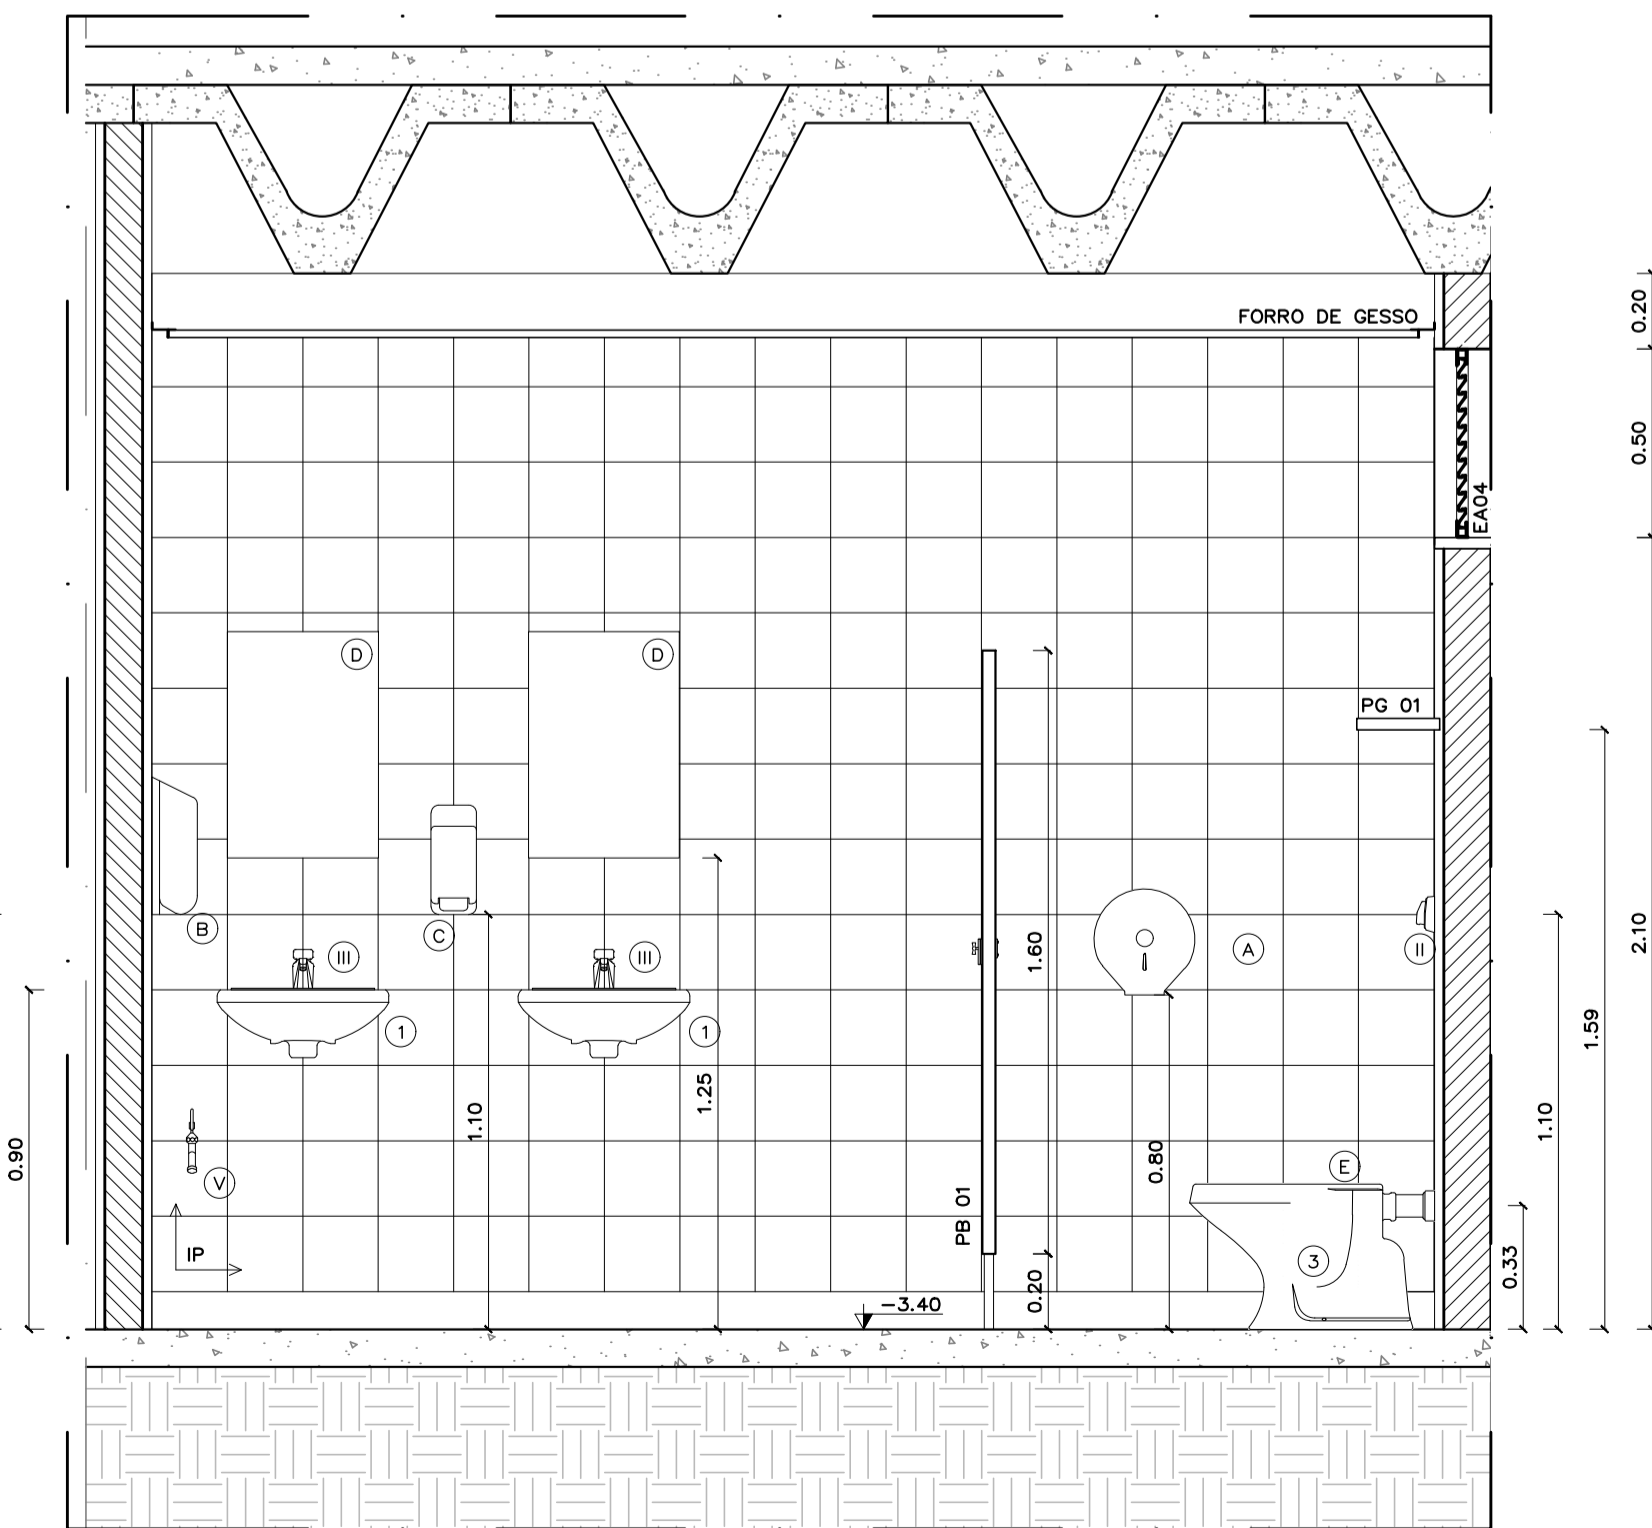 FORRO DE GESSO
0.20
0.50
EA04
D
D
PG 01
B
C
III
III
A
II
1.60
2.10
1
1
1.59
1.25
1.10
1.10
0.90
0.80
E
V
PB 01
IP
3
0.33
0.20
-3.40